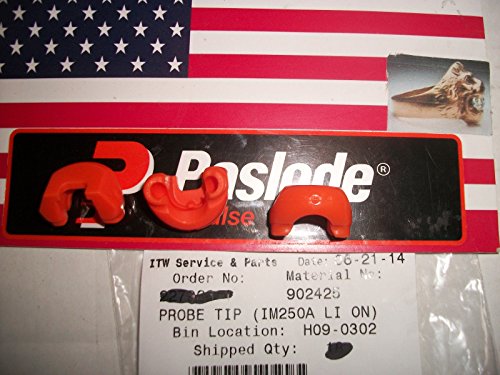 Paslode®
lse
ITW Service & Parts Date: 06-21-14
Order No: Material No:
902425
PROBE TIP (IM250A LI ON)
Bin Location: H09-0302
Shipped Qty: